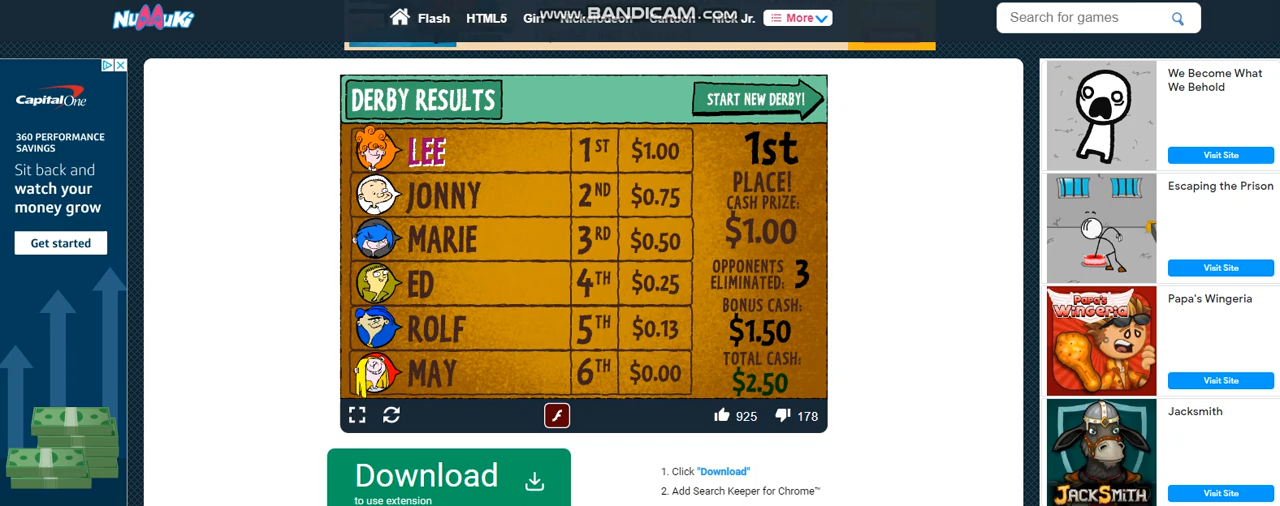 NuMuKi
Flash HTML5 Girl Nickelodeon Cartoon Nick Jr. More
www.BANDICAM.com
Search for games
Capital One
360 PERFORMANCE
SAVINGS
Sit back and
watch your
money grow
Get started
DERBY RESULTS
START NEW DERBY!
LEE 1ST $1.00
JONNY 2ND $0.75
MARIE 3RD $0.50
ED 4TH $0.25
ROLF 5TH $0.13
MAY 6TH $0.00
1st
PLACE!
CASH PRIZE:
$1.00
OPPONENTS
ELIMINATED: 3
BONUS CASH:
$1.50
TOTAL CASH:
$2.50
925 178
Download
to use extension
1. Click "Download"
2. Add Search Keeper for Chrome™
We Become What
We Behold
Visit Site
Escaping the Prison
Visit Site
Papa's
Wingeria
Papa's Wingeria
Visit Site
Jacksmith
JACKSMITH
Visit Site